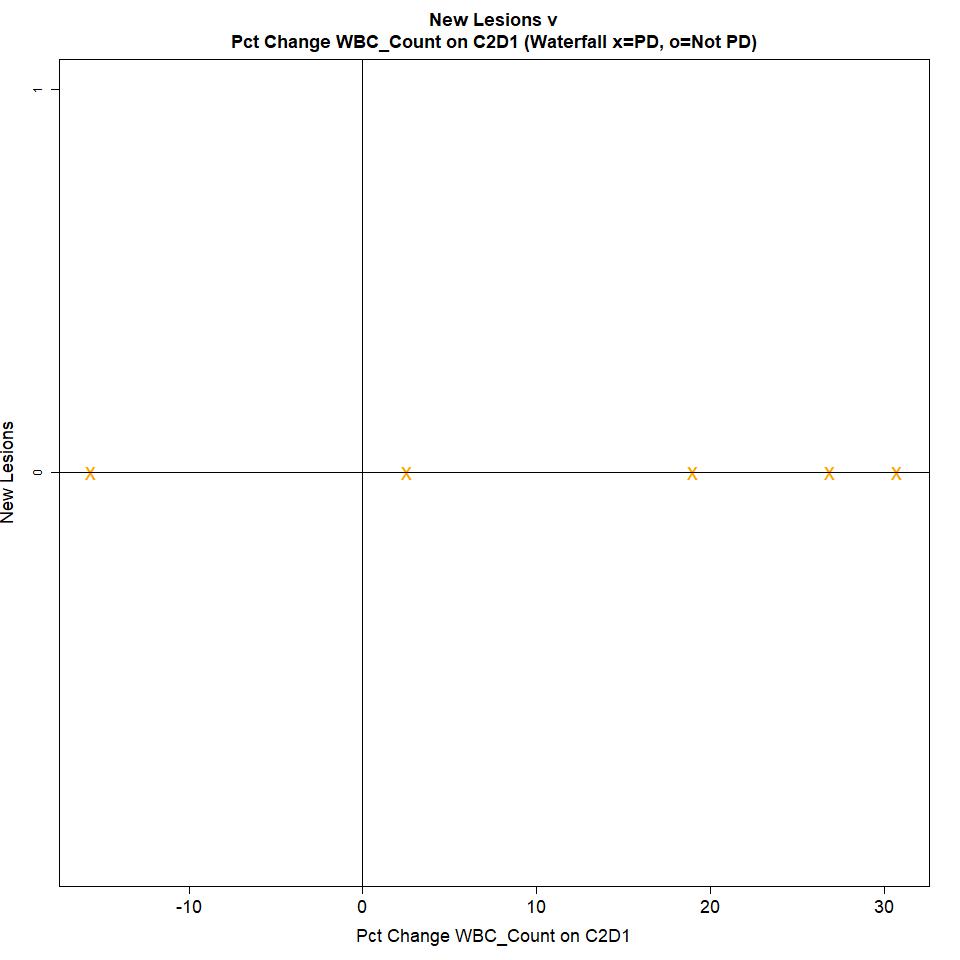 New Lesions v
Pct Change WBC_Count on C2D1 (Waterfall x=PD, o=Not PD)
1
0
New Lesions
x x x x x
-10 0 10 20 30
Pct Change WBC_Count on C2D1